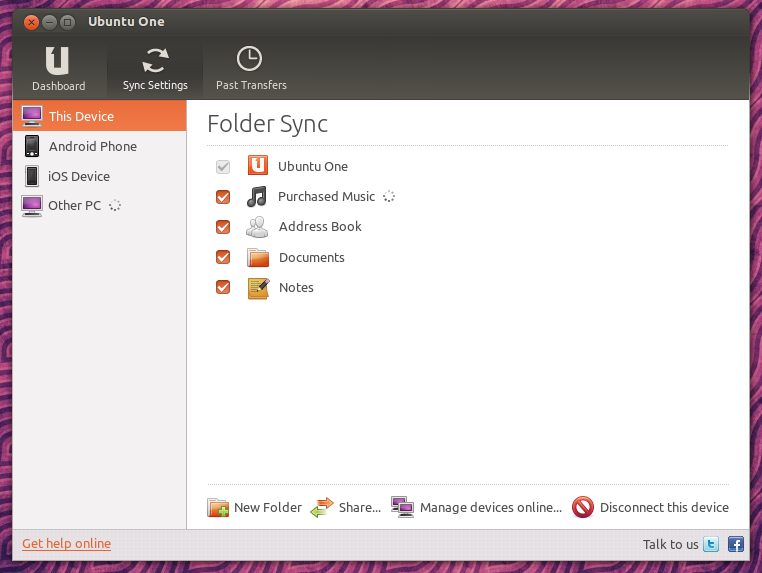 Ubuntu One
Dashboard
Sync Settings
Past Transfers
This Device
Android Phone
iOS Device
Other PC
Folder Sync
Ubuntu One
Purchased Music
Address Book
Documents
Notes
New Folder
Share...
Manage devices online...
Disconnect this device
Get help online
Talk to us